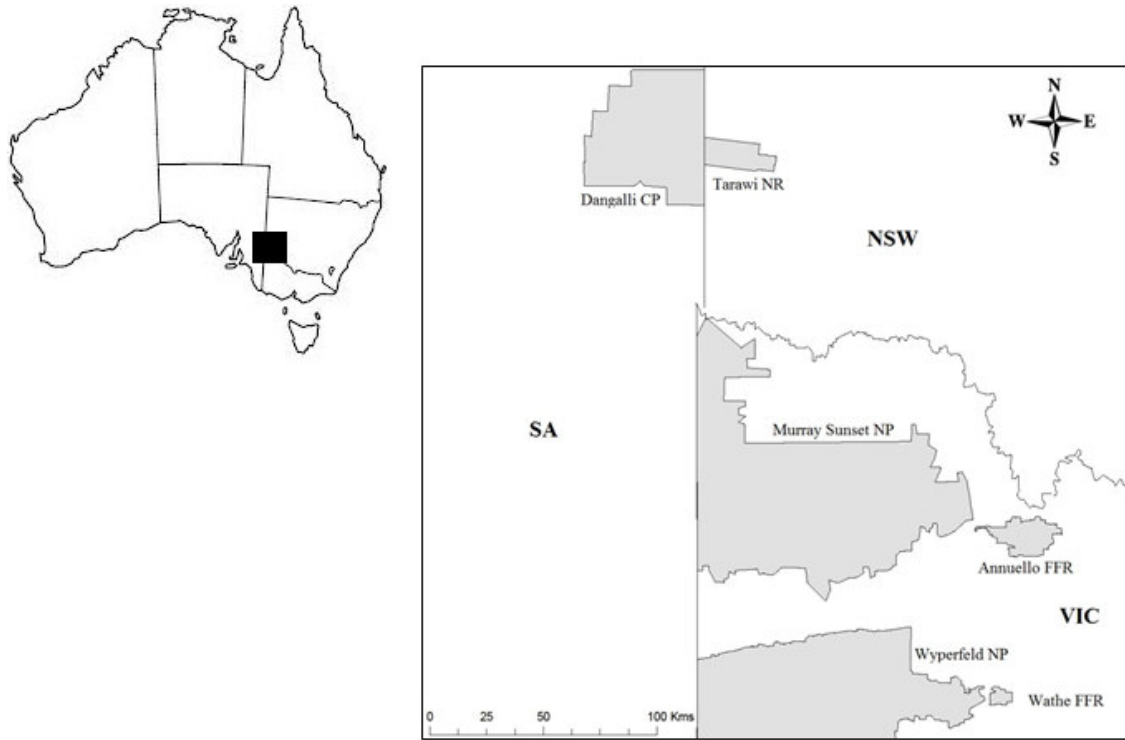 N
W E
S
Tarawi NR
Dangalli CP
NSW
SA
Murray Sunset NP
Annuello FFR
VIC
Wyperfeld NP
Wathe FFR
0 25 50 100 Kms